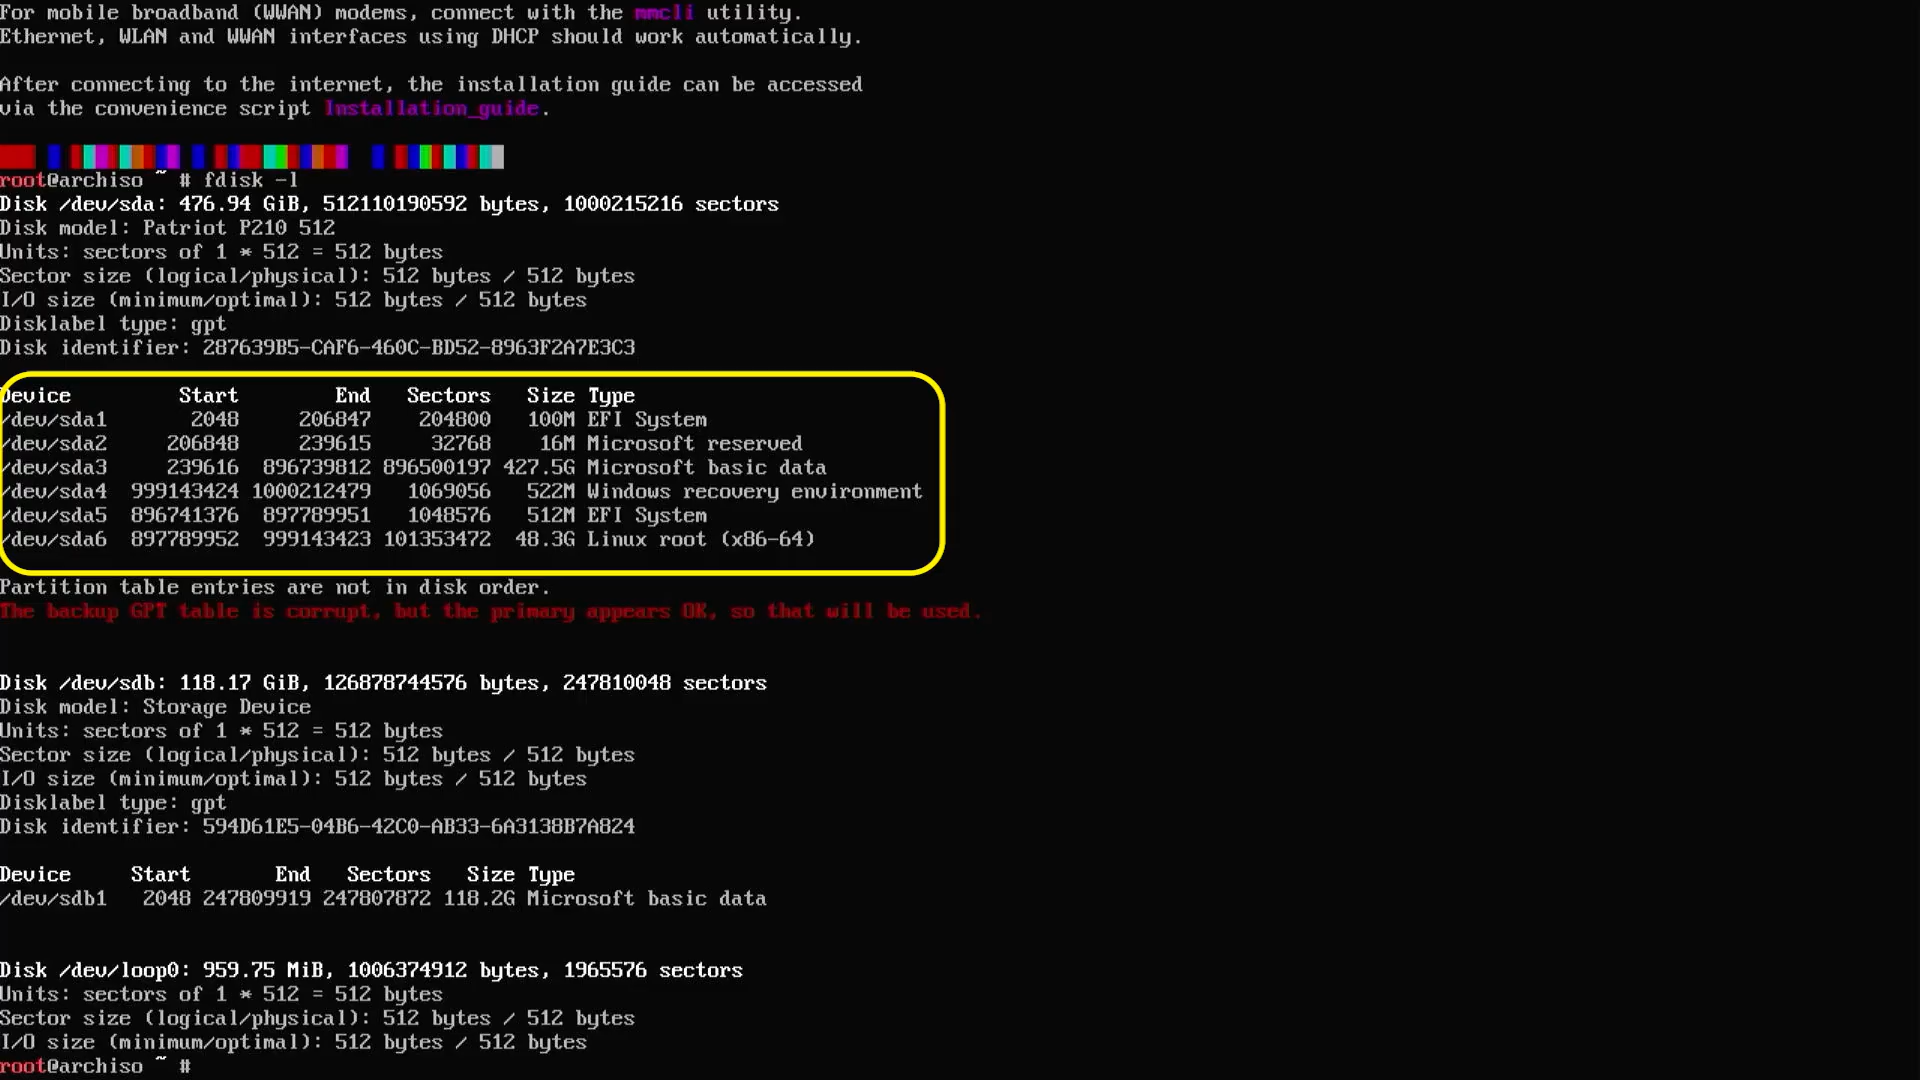 For mobile broadband (WWAN) modems, connect with the mmcli utility.
Ethernet, WLAN and WWAN interfaces using DHCP should work automatically.
After connecting to the internet, the installation guide can be accessed
via the convenience script Installation_guide.
root@archiso ~ # fdisk -l
Disk /dev/sda: 476.94 GiB, 512110190592 bytes, 1000215216 sectors
Disk model: Patriot P210 512
Units: sectors of 1 * 512 = 512 bytes
Sector size (logical/physical): 512 bytes / 512 bytes
I/O size (minimum/optimal): 512 bytes / 512 bytes
Disklabel type: gpt
Disk identifier: 287639B5-CAF6-460C-BD52-8963F2A7E3C3
Device Start End Sectors Size Type
/dev/sda1 2048 206847 204800 100M EFI System
/dev/sda2 206848 239615 32768 16M Microsoft reserved
/dev/sda3 239616 896739812 896500197 427.5G Microsoft basic data
/dev/sda4 999143424 1000212479 1069056 522M Windows recovery environment
/dev/sda5 896741376 897789951 1048576 512M EFI System
/dev/sda6 897789952 999143423 101353472 48.3G Linux root (x86-64)
Partition table entries are not in disk order.
The backup GPT table is corrupt, but the primary appears OK, so that will be used.
Disk /dev/sdb: 118.17 GiB, 126878744576 bytes, 247810048 sectors
Disk model: Storage Device
Units: sectors of 1 * 512 = 512 bytes
Sector size (logical/physical): 512 bytes / 512 bytes
I/O size (minimum/optimal): 512 bytes / 512 bytes
Disklabel type: gpt
Disk identifier: 594D61E5-04B6-42C0-AB33-6A3138B7A824
Device Start End Sectors Size Type
/dev/sdb1 2048 247809919 247807872 118.2G Microsoft basic data
Disk /dev/loop0: 959.75 MiB, 1006374912 bytes, 1965576 sectors
Units: sectors of 1 * 512 = 512 bytes
Sector size (logical/physical): 512 bytes / 512 bytes
I/O size (minimum/optimal): 512 bytes / 512 bytes
root@archiso ~ #